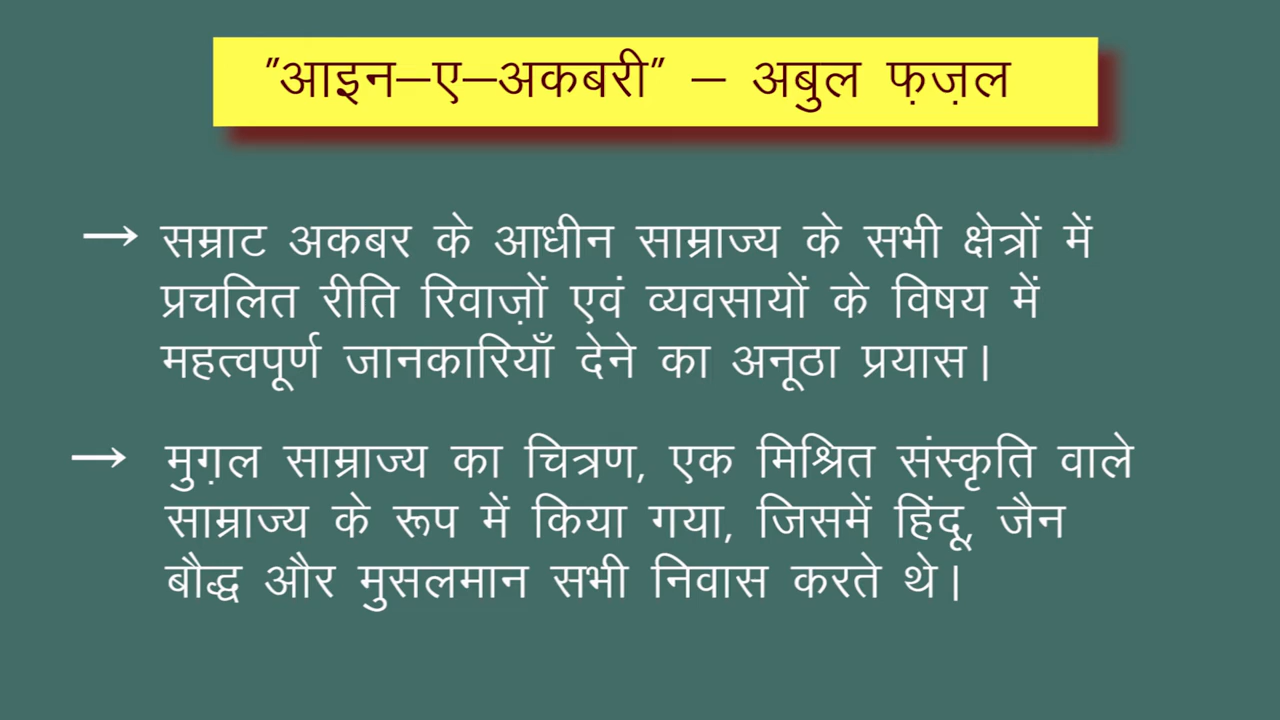 "आइन–ए–अकबरी" – अबुल फ़ज़ल
→ सम्राट अकबर के आधीन साम्राज्य के सभी क्षेत्रों में
प्रचलित रीति रिवाज़ों एवं व्यवसायों के विषय में
महत्वपूर्ण जानकारियाँ देने का अनूठा प्रयास।
→ मुग़ल साम्राज्य का चित्रण, एक मिश्रित संस्कृति वाले
साम्राज्य के रूप में किया गया, जिसमें हिंदू, जैन
बौद्ध और मुसलमान सभी निवास करते थे।